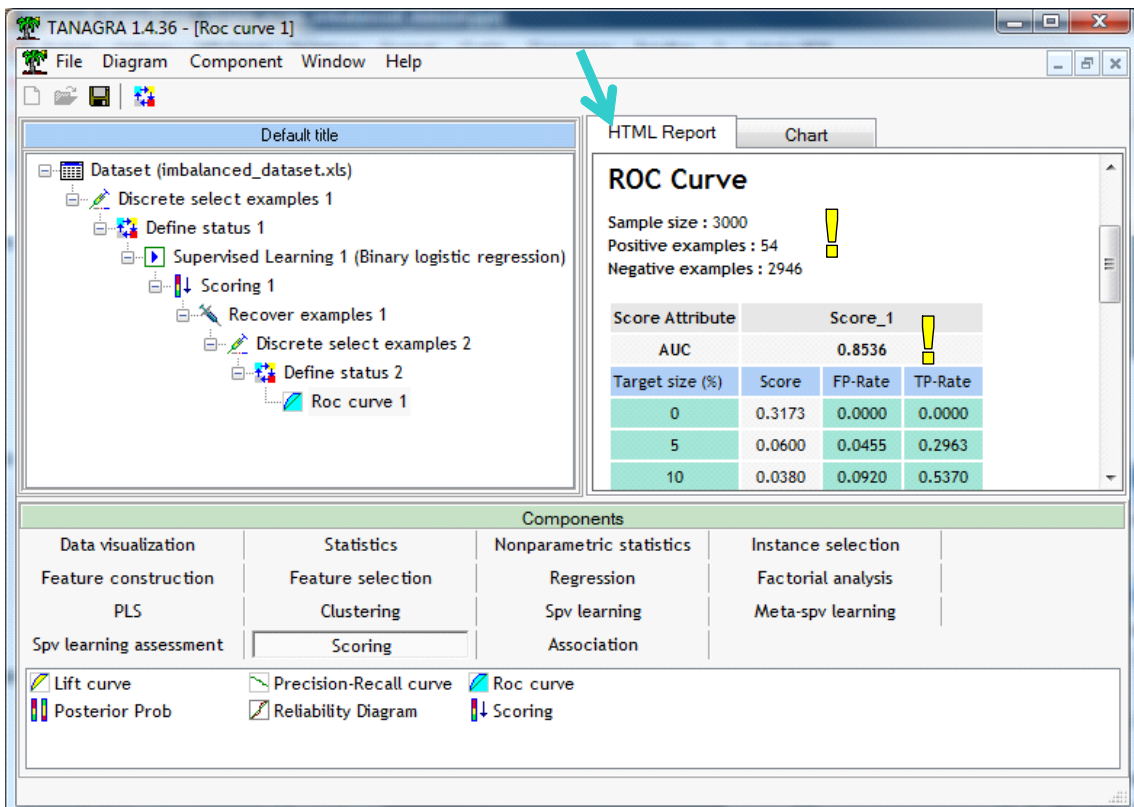 TANAGRA 1.4.36 - [Roc curve 1]
File Diagram Component Window Help
Default title
Dataset (imbalanced_dataset.xls)
Discrete select examples 1
Define status 1
Supervised Learning 1 (Binary logistic regression)
Scoring 1
Recover examples 1
Discrete select examples 2
Define status 2
Roc curve 1
HTML Report Chart
ROC Curve
Sample size : 3000
Positive examples : 54
Negative examples : 2946
Score Attribute Score_1
AUC 0.8536
Target size (%) Score FP-Rate TP-Rate
0 0.3173 0.0000 0.0000
5 0.0600 0.0455 0.2963
10 0.0380 0.0920 0.5370
Components
Data visualization Statistics Nonparametric statistics Instance selection
Feature construction Feature selection Regression Factorial analysis
PLS Clustering Spv learning Meta-spv learning
Spv learning assessment Scoring Association
Lift curve Precision-Recall curve Roc curve
Posterior Prob Reliability Diagram Scoring